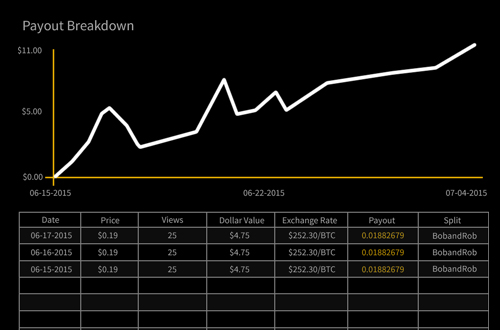 Payout Breakdown
$11.00
$5.00
$0.00
06-15-2015 06-22-2015 07-04-2015
Date Price Views Dollar Value Exchange Rate Payout Split
06-17-2015 $0.19 25 $4.75 $252.30/BTC 0.01882679 BobandRob
06-16-2015 $0.19 25 $4.75 $252.30/BTC 0.01882679 BobandRob
06-15-2015 $0.19 25 $4.75 $252.30/BTC 0.01882679 BobandRob